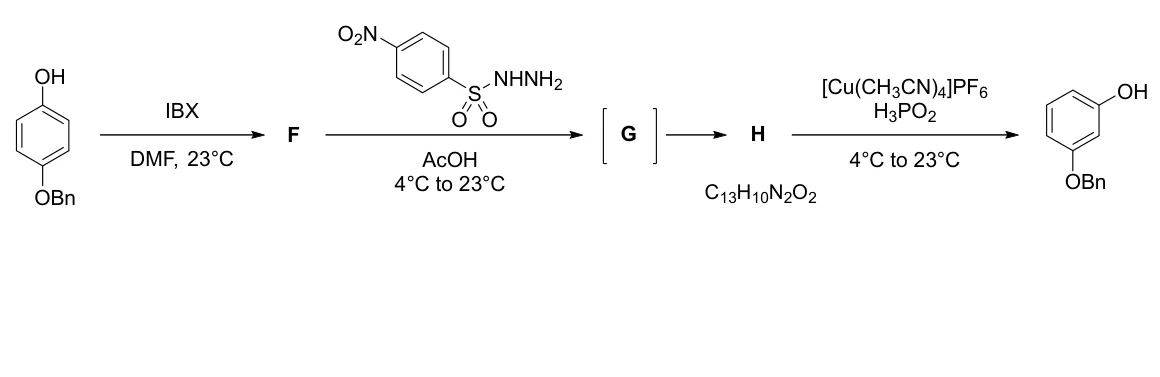 OH
OBn
IBX
DMF, 23°C
F
O₂N
S
NHNH₂
O O
AcOH
4°C to 23°C
G
H
C₁₃H₁₀N₂O₂
[Cu(CH3CN)₄]PF₆
H₃PO₂
4°C to 23°C
OH
OBn